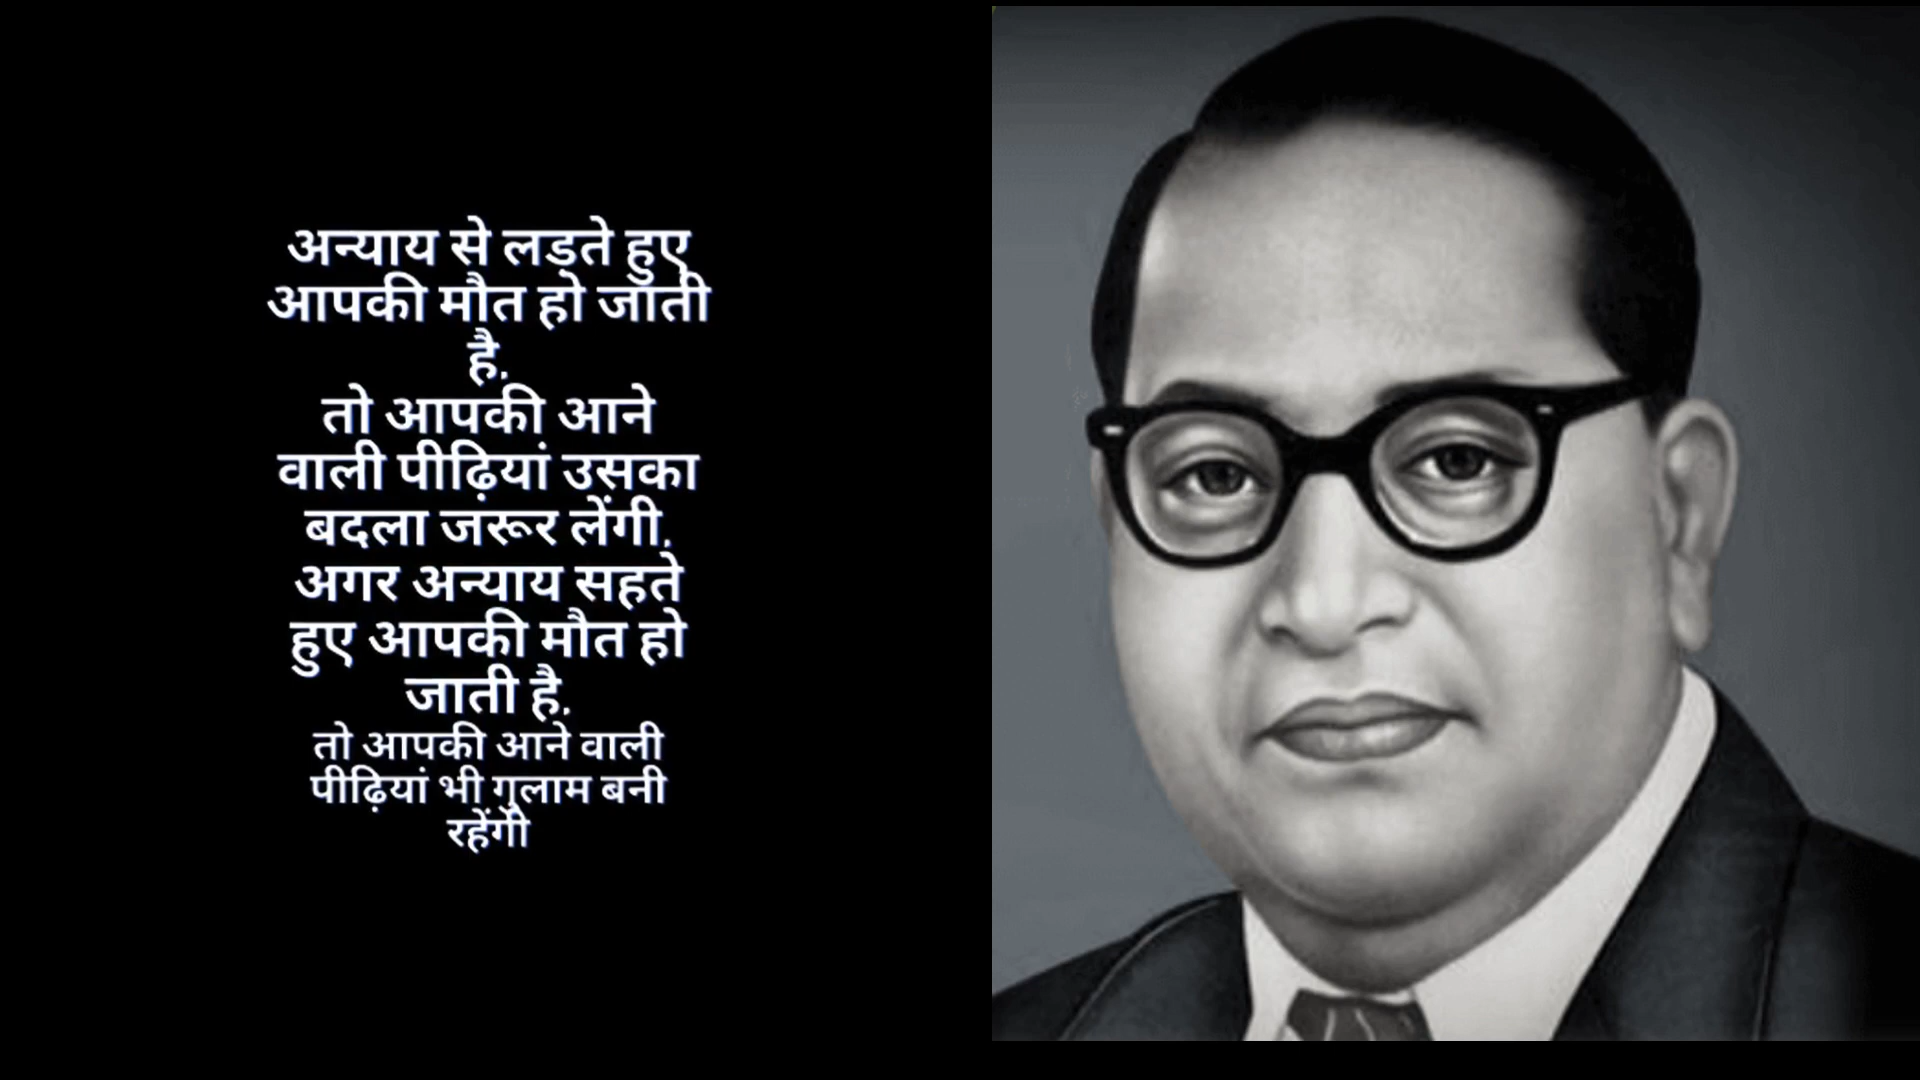 अन्याय से लड़ते हुए
आपकी मौत हो जाती
है.
तो आपकी आने
वाली पीढ़ियां उसका
बदला जरूर लेंगी.
अगर अन्याय सहते
हुए आपकी मौत हो
जाती है.
तो आपकी आने वाली
पीढ़ियां भी गुलाम बनी
रहेंगी